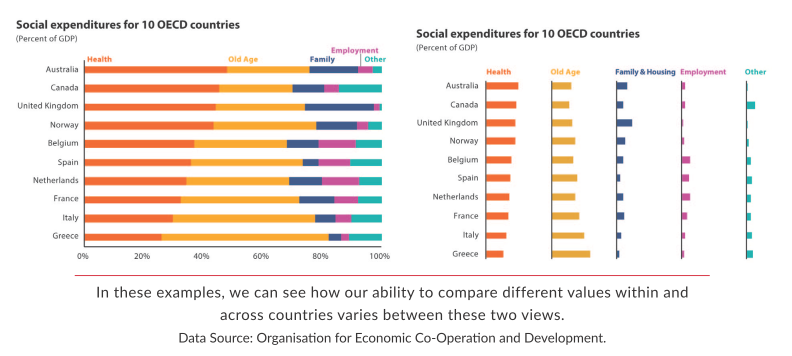 Social expenditures for 10 OECD countries
(Percent of GDP)
Employment
Health Old Age Family Other
Australia
Canada
United Kingdom
Norway
Belgium
Spain
Netherlands
France
Italy
Greece
0% 20% 40% 60% 80% 100%
Social expenditures for 10 OECD countries
(Percent of GDP)
Health Old Age Family & Housing Employment Other
Australia
Canada
United Kingdom
Norway
Belgium
Spain
Netherlands
France
Italy
Greece
In these examples, we can see how our ability to compare different values within and
across countries varies between these two views.
Data Source: Organisation for Economic Co-Operation and Development.